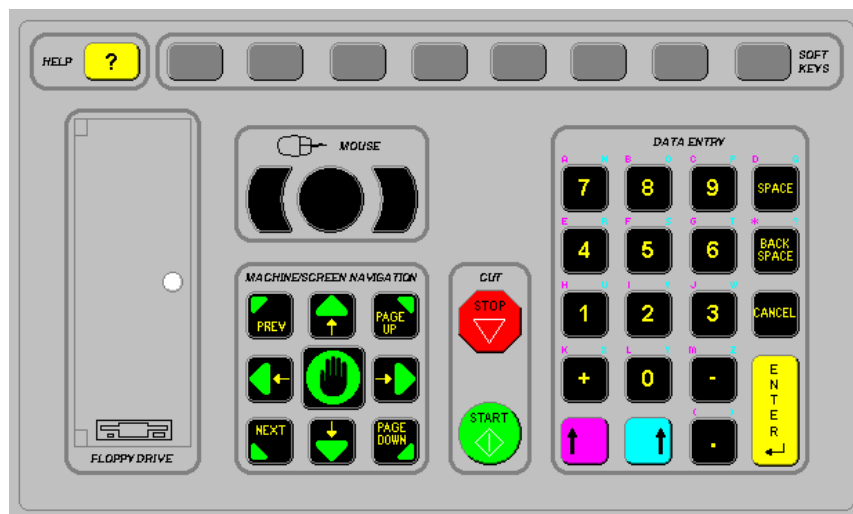 HELP
?
SOFT
KEYS
MOUSE
DATA ENTRY
A N B O C P D Q
7 8 9 SPACE
E R F S G T *
4 5 6 BACK
SPACE
H U I V J W
1 2 3 CANCEL
K X L Y M Z
+ 0 -
ENTER
( )
.
MACHINE/SCREEN NAVIGATION
PREV
PAGE
UP
NEXT
PAGE
DOWN
CUT
STOP
START
FLOPPY DRIVE